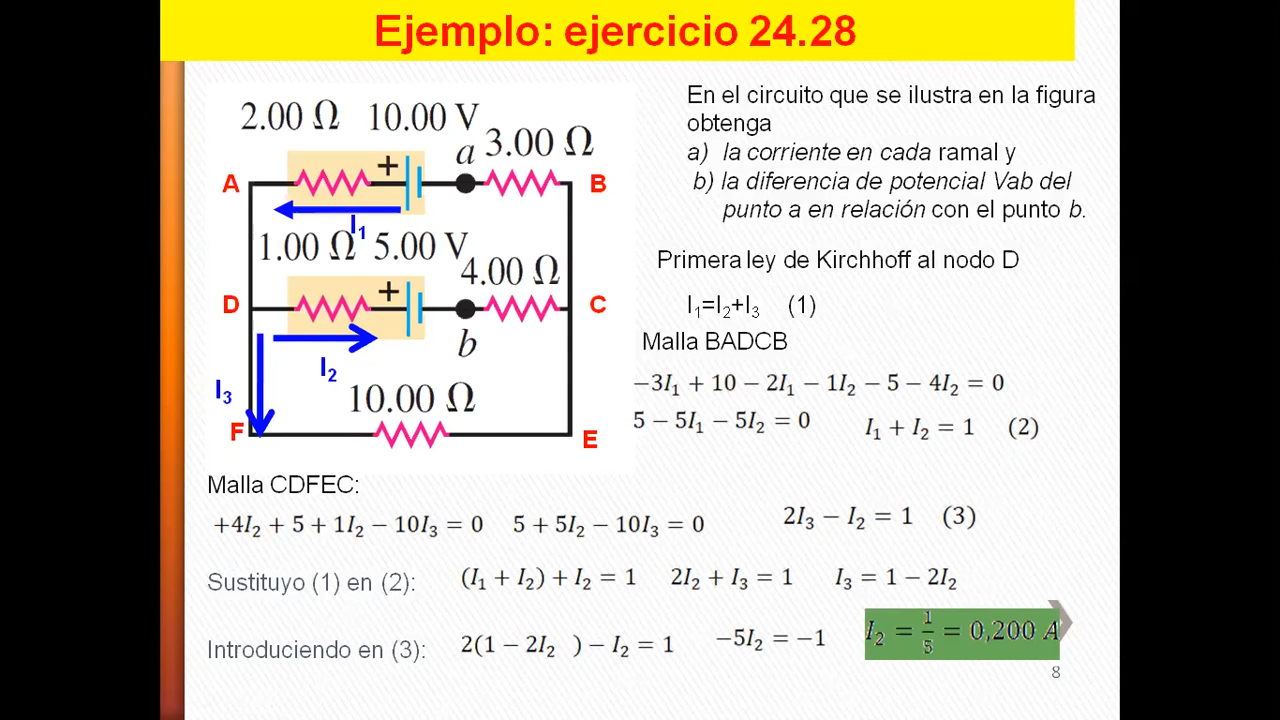 Ejemplo: ejercicio 24.28
2.00 Ω 10.00 V
a 3.00 Ω
+
A B
I₁
1.00 Ω 5.00 V
4.00 Ω
+
D C
b
I₂
I₃
10.00 Ω
F E
En el circuito que se ilustra en la figura
obtenga
a) la corriente en cada ramal y
b) la diferencia de potencial Vab del
punto a en relación con el punto b.
Primera ley de Kirchhoff al nodo D
I₁=I₂+I₃ (1)
Malla BADCB
−3I₁ + 10 − 2I₁ − 1I₂ − 5 − 4I₂ = 0
5 − 5I₁ − 5I₂ = 0 I₁ + I₂ = 1 (2)
Malla CDFEC:
+4I₂ + 5 + 1I₂ − 10I₃ = 0 5 + 5I₂ − 10I₃ = 0 2I₃ − I₂ = 1 (3)
Sustituyo (1) en (2): (I₁ + I₂) + I₂ = 1 2I₂ + I₃ = 1 I₃ = 1 − 2I₂
Introduciendo en (3): 2(1 − 2I₂ ) − I₂ = 1 −5I₂ = −1 I₂ = 1/5 = 0,200 A
8